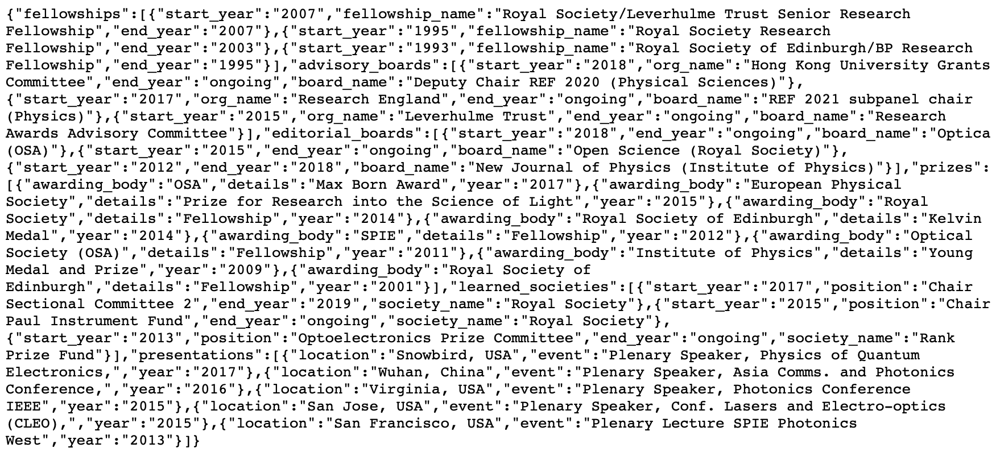 {"fellowships":[{"start_year":"2007","fellowship_name":"Royal Society/Leverhulme Trust Senior Research
Fellowship","end_year":"2007"},{"start_year":"1995","fellowship_name":"Royal Society Research
Fellowship","end_year":"2003"},{"start_year":"1993","fellowship_name":"Royal Society of Edinburgh/BP Research
Fellowship","end_year":"1995"}],"advisory_boards":[{"start_year":"2018","org_name":"Hong Kong University Grants
Committee","end_year":"ongoing","board_name":"Deputy Chair REF 2020 (Physical Sciences)"},
{"start_year":"2017","org_name":"Research England","end_year":"ongoing","board_name":"REF 2021 subpanel chair
(Physics)"},{"start_year":"2015","org_name":"Leverhulme Trust","end_year":"ongoing","board_name":"Research
Awards Advisory Committee"}],"editorial_boards":[{"start_year":"2018","end_year":"ongoing","board_name":"Optica
(OSA)"},{"start_year":"2015","end_year":"ongoing","board_name":"Open Science (Royal Society)"},
{"start_year":"2012","end_year":"2018","board_name":"New Journal of Physics (Institute of Physics)"}],"prizes":
[{"awarding_body":"OSA","details":"Max Born Award","year":"2017"},{"awarding_body":"European Physical
Society","details":"Prize for Research into the Science of Light","year":"2015"},{"awarding_body":"Royal
Society","details":"Fellowship","year":"2014"},{"awarding_body":"Royal Society of Edinburgh","details":"Kelvin
Medal","year":"2014"},{"awarding_body":"SPIE","details":"Fellowship","year":"2012"},{"awarding_body":"Optical
Society (OSA)","details":"Fellowship","year":"2011"},{"awarding_body":"Institute of Physics","details":"Young
Medal and Prize","year":"2009"},{"awarding_body":"Royal Society of
Edinburgh","details":"Fellowship","year":"2001"}],"learned_societies":[{"start_year":"2017","position":"Chair
Sectional Committee 2","end_year":"2019","society_name":"Royal Society"},{"start_year":"2015","position":"Chair
Paul Instrument Fund","end_year":"ongoing","society_name":"Royal Society"},
{"start_year":"2013","position":"Optoelectronics Prize Committee","end_year":"ongoing","society_name":"Rank
Prize Fund"}],"presentations":[{"location":"Snowbird, USA","event":"Plenary Speaker, Physics of Quantum
Electronics,","year":"2017"},{"location":"Wuhan, China","event":"Plenary Speaker, Asia Comms. and Photonics
Conference,","year":"2016"},{"location":"Virginia, USA","event":"Plenary Speaker, Photonics Conference
IEEE","year":"2015"},{"location":"San Jose, USA","event":"Plenary Speaker, Conf. Lasers and Electro-optics
(CLEO),","year":"2015"},{"location":"San Francisco, USA","event":"Plenary Lecture SPIE Photonics
West","year":"2013"}]}